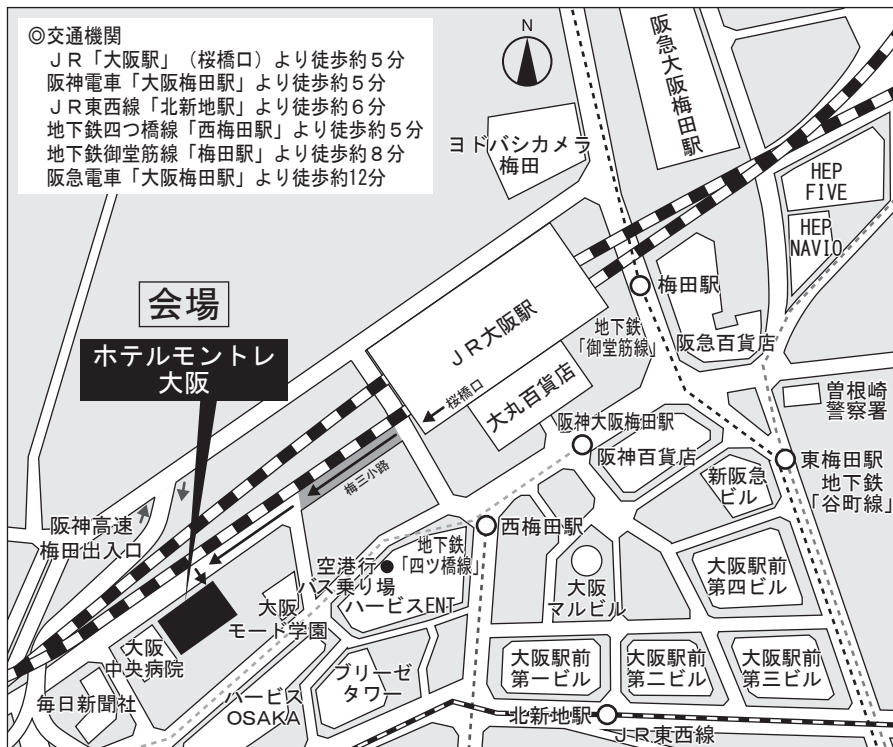 ◎交通機関
ＪＲ「大阪駅」（桜橋口）より徒歩約５分
阪神電車「大阪梅田駅」より徒歩約５分
ＪＲ東西線「北新地駅」より徒歩約６分
地下鉄四つ橋線「西梅田駅」より徒歩約５分
地下鉄御堂筋線「梅田駅」より徒歩約８分
阪急電車「大阪梅田駅」より徒歩約12分
N
阪急大阪梅田駅
ヨドバシカメラ
梅田
HEP
FIVE
HEP
NAVIO
会場
ホテルモントレ
大阪
ＪＲ大阪駅
梅田駅
地下鉄
「御堂筋線」
阪急百貨店
桜橋口
大丸百貨店
曽根崎
警察署
阪神大阪梅田駅
阪神百貨店
東梅田駅
地下鉄
「谷町線」
新阪急
ビル
梅三小路
阪神高速
梅田出入口
西梅田駅
地下鉄
「四ツ橋線」
空港行
バス乗り場
ハービスENT
大阪
マルビル
大阪駅前
第四ビル
大阪
モード学園
大阪
中央病院
毎日新聞社
ハービス
OSAKA
ブリーゼ
タワー
大阪駅前
第一ビル
大阪駅前
第二ビル
大阪駅前
第三ビル
北新地駅
ＪＲ東西線